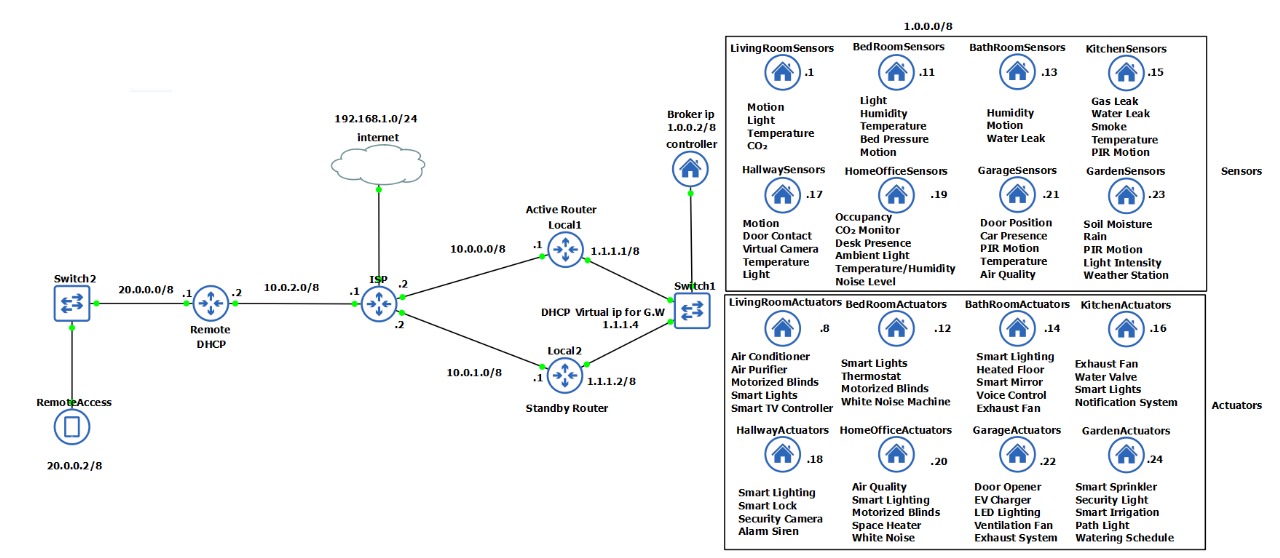 1.0.0.0/8
LivingRoomSensors
.1
Motion
Light
Temperature
CO₂
BedRoomSensors
.11
Light
Humidity
Temperature
Bed Pressure
Motion
BathRoomSensors
.13
Humidity
Motion
Water Leak
KitchenSensors
.15
Gas Leak
Water Leak
Smoke
Temperature
PIR Motion
HallwaySensors
.17
Motion
Door Contact
Virtual Camera
Temperature
Light
HomeOfficeSensors
.19
Occupancy
CO₂ Monitor
Desk Presence
Ambient Light
Temperature/Humidity
Noise Level
GarageSensors
.21
Door Position
Car Presence
PIR Motion
Temperature
Air Quality
GardenSensors
.23
Soil Moisture
Rain
PIR Motion
Light Intensity
Weather Station
Sensors
192.168.1.0/24
internet
Broker ip
1.0.0.2/8
controller
Active Router
Local1
.1
1.1.1.1/8
10.0.0.0/8
Switch2
20.0.0.0/8
.1
.2
Remote
DHCP
10.0.2.0/8
.1
ISP
.2
.2
Switch1
DHCP Virtual ip for G.W
1.1.1.4
10.0.1.0/8
Local2
.1
1.1.1.2/8
Standby Router
RemoteAccess
20.0.0.2/8
LivingRoomActuators
.8
Air Conditioner
Air Purifier
Motorized Blinds
Smart Lights
Smart TV Controller
BedRoomActuators
.12
Smart Lights
Thermostat
Motorized Blinds
White Noise Machine
BathRoomActuators
.14
Smart Lighting
Heated Floor
Smart Mirror
Voice Control
Exhaust Fan
KitchenActuators
.16
Exhaust Fan
Water Valve
Smart Lights
Notification System
Actuators
HallwayActuators
.18
Smart Lighting
Smart Lock
Security Camera
Alarm Siren
HomeOfficeActuators
.20
Air Quality
Smart Lighting
Motorized Blinds
Space Heater
White Noise
GarageActuators
.22
Door Opener
EV Charger
LED Lighting
Ventilation Fan
Exhaust System
GardenActuators
.24
Smart Sprinkler
Security Light
Smart Irrigation
Path Light
Watering Schedule